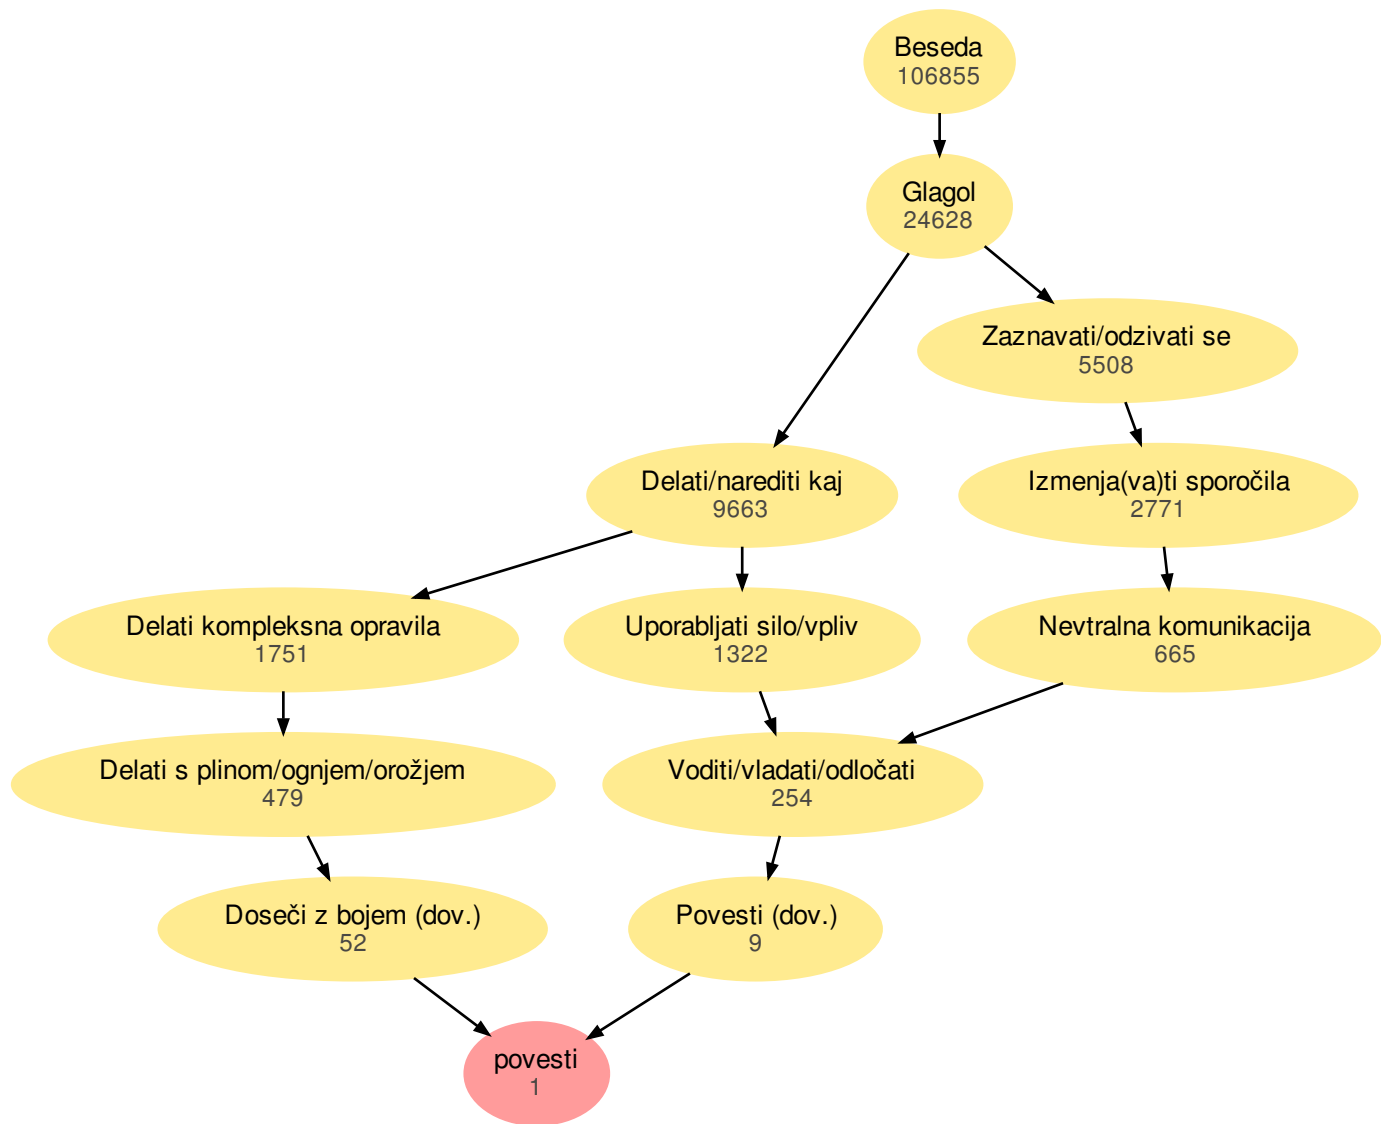 Beseda
106855
Glagol
24628
Zaznavati/odzivati se
5508
Delati/narediti kaj
9663
Izmenja(va)ti sporočila
2771
Delati kompleksna opravila
1751
Uporabljati silo/vpliv
1322
Nevtralna komunikacija
665
Delati s plinom/ognjem/orožjem
479
Voditi/vladati/odločati
254
Doseči z bojem (dov.)
52
Povesti (dov.)
9
povesti
1